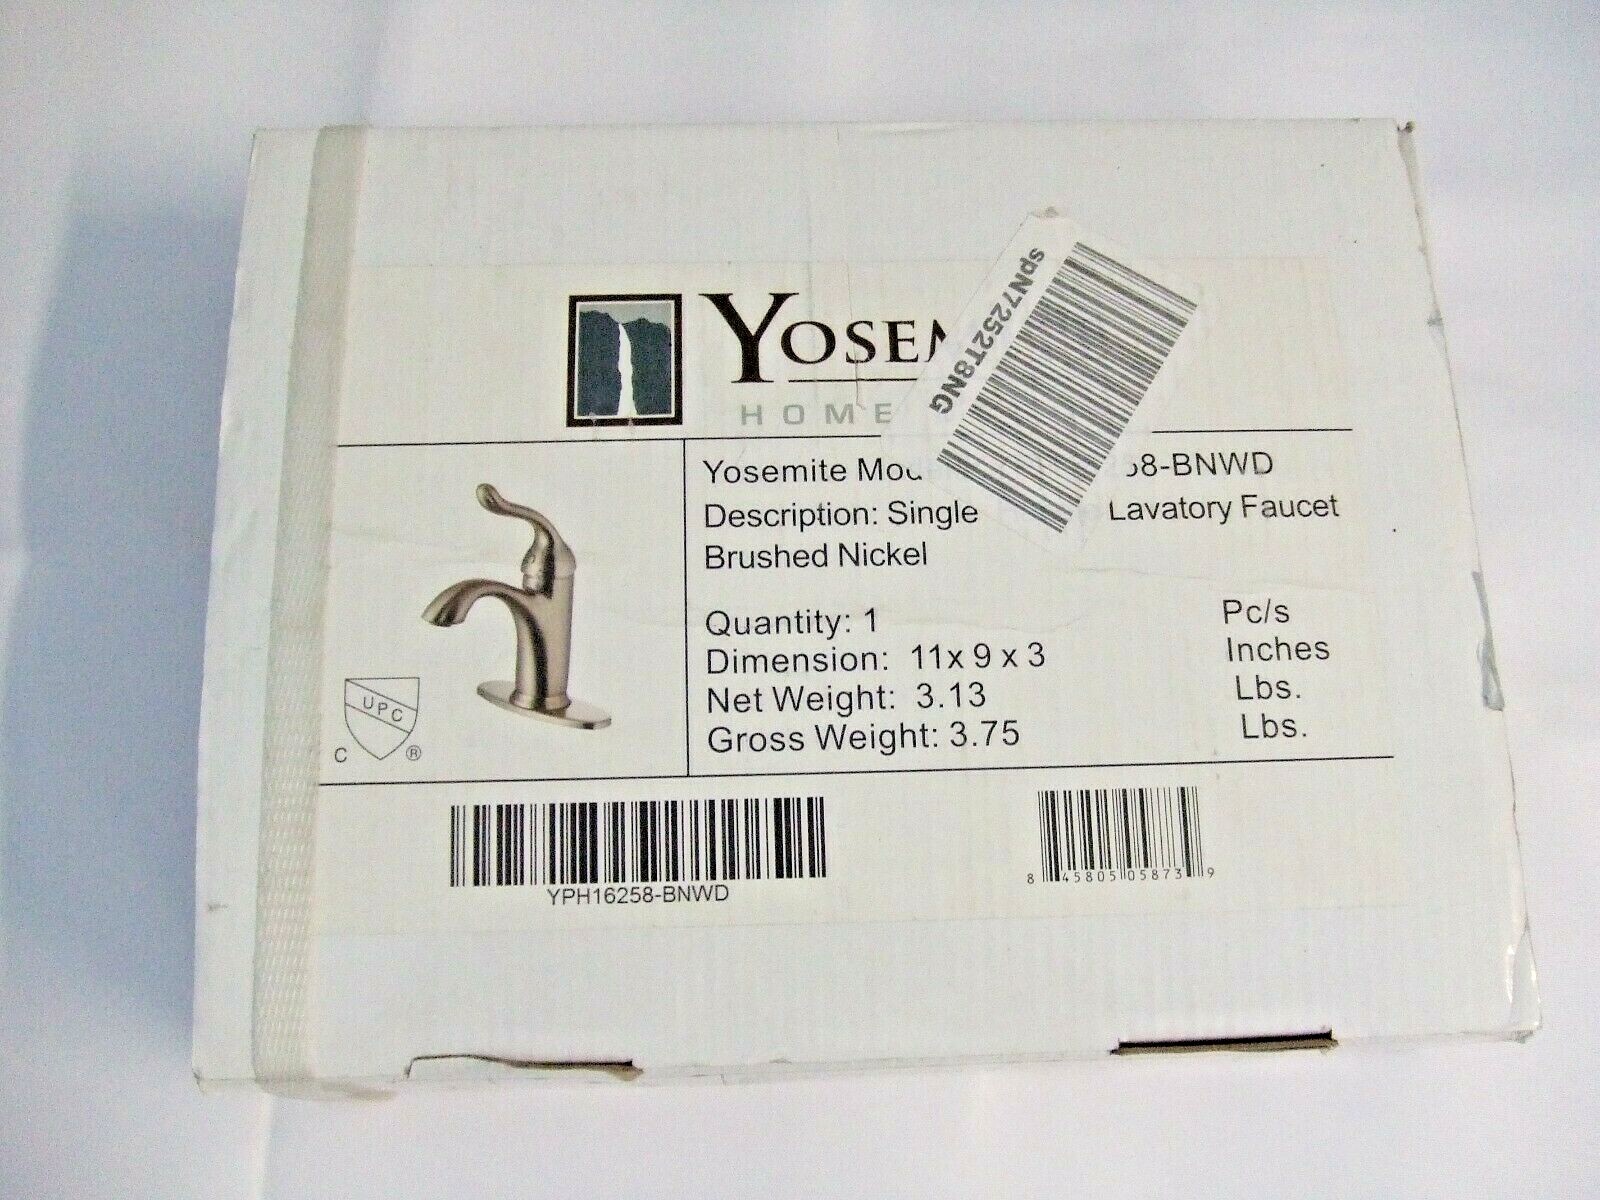 YOSEM
HOME
spN7252T8NG
Yosemite Mod 58-BNWD
Description: Single Lavatory Faucet
Brushed Nickel
Quantity: 1 Pc/s
Dimension: 11x 9 x 3 Inches
Net Weight: 3.13 Lbs.
Gross Weight: 3.75 Lbs.
UPC
C ®
YPH16258-BNWD
8 45805 05873 9